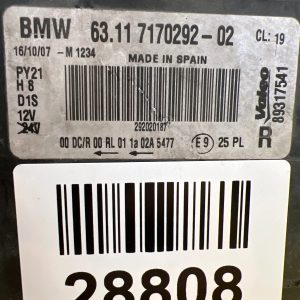 BMW 63.11 7170292-02 CL: 19
16/10/07 -M 1234 MADE IN SPAIN
PY21
H 8
D1S
12V
24V
292020187
00 DC/R 00 RL 01 1a 02A 5477 E9 25 PL
Valeo
R 89317541
28808